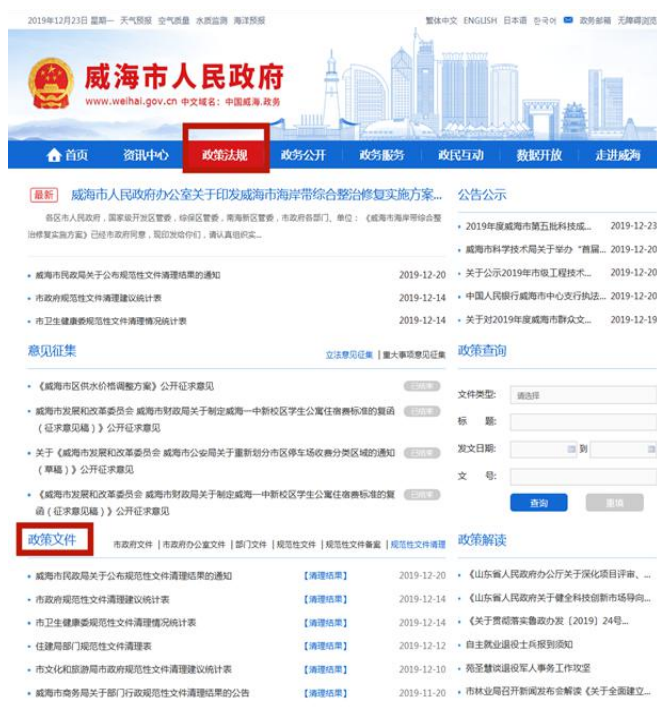 2019年12月23日 星期一 天气预报 空气质量 水质监测 海洋预报
繁体中文 ENGLISH 日本语 한국어 政务邮箱 无障碍浏览
威海市人民政府
www.weihai.gov.cn 中文域名：中国威海.政务
首页 资讯中心 政策法规 政务公开 政务服务 政民互动 数据开放 走进威海
最新 威海市人民政府办公室关于印发威海市海岸带综合整治修复实施方案...
各区市人民政府，国家级开发区管委，综保区管委，南海新区管委，市政府各部门、单位：《威海市海岸带综合整
治修复实施方案》已经市政府同意，现印发给你们，请认真组织实...
威海市民政局关于公布规范性文件清理结果的通知 2019-12-20
市政府规范性文件清理建议统计表 2019-12-14
市卫生健康委规范性文件清理情况统计表 2019-12-14
公告公示
2019年度威海市第五批科技成... 2019-12-23
威海市科学技术局关于举办“首届... 2019-12-20
关于公示2019年市级工程技术... 2019-12-20
中国人民银行威海市中心支行执法... 2019-12-20
关于对2019年度威海市群众文... 2019-12-19
意见征集 立法意见征集 | 重大事项意见征集
《威海市区供水价格调整方案》公开征求意见 已结束
威海市发展和改革委员会 威海市财政局关于制定威海一中新校区学生公寓住宿费标准的复函 已结束
（征求意见稿）》公开征求意见
关于《威海市发展和改革委员会 威海市公安局关于重新划分市区停车场收费分类区域的通知 已结束
（草稿）》公开征求意见
《威海市发展和改革委员会 威海市财政局关于制定威海一中新校区学生公寓住宿费标准的复 已结束
函（征求意见稿）》公开征求意见
政策查询
文件类型: 请选择
标 题:
发文日期: 到
文 号:
查询 重填
政策文件 市政府文件 | 市政府办公室文件 | 部门文件 | 规范性文件 | 规范性文件备案 | 规范性文件清理
威海市民政局关于公布规范性文件清理结果的通知 【清理结果】 2019-12-20
市政府规范性文件清理建议统计表 【清理结果】 2019-12-14
市卫生健康委规范性文件清理情况统计表 【清理结果】 2019-12-14
住建局部门规范性文件清理表 【清理结果】 2019-12-12
市文化和旅游局市政府规范性文件清理建议统计表 【清理结果】 2019-12-10
威海市商务局关于部门行政规范性文件清理结果的公告 【清理结果】 2019-11-20
政策解读
《山东省人民政府办公厅关于深化项目评审、...
《山东省人民政府关于健全科技创新市场导向...
《关于贯彻落实鲁政办发〔2019〕24号...
自主就业退役士兵报到须知
苑圣慧谈退役军人事务工作攻坚
市林业局召开新闻发布会解读《关于全面建立...